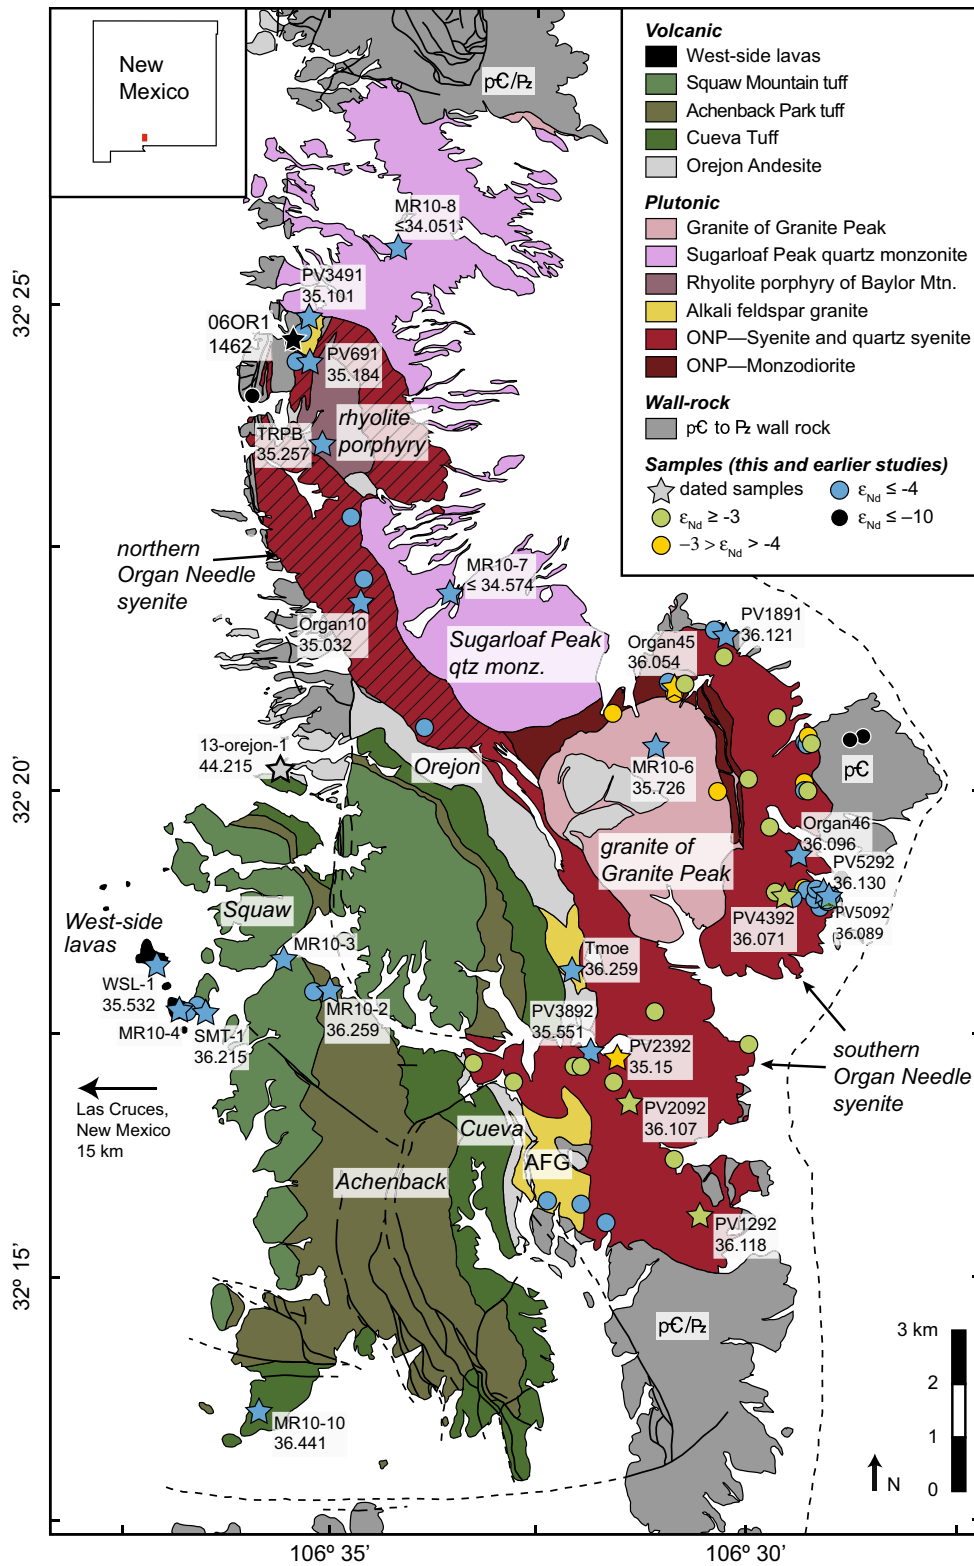 New
Mexico
p€/Pz
Volcanic
West-side lavas
Squaw Mountain tuff
Achenback Park tuff
Cueva Tuff
Orejon Andesite
Plutonic
Granite of Granite Peak
Sugarloaf Peak quartz monzonite
Rhyolite porphyry of Baylor Mtn.
Alkali feldspar granite
ONP—Syenite and quartz syenite
ONP—Monzodiorite
Wall-rock
p€ to Pz wall rock
Samples (this and earlier studies)
dated samples
εNd ≤ -4
εNd ≥ -3
εNd ≤ −10
−3 > εNd > -4
MR10-8
≤34.051
PV3491
35.101
32º 25'
06OR1
1462
PV691
35.184
rhyolite
porphyry
TRPB
35.257
northern
Organ Needle
syenite
MR10-7
≤ 34.574
Organ10
35.032
Sugarloaf Peak
qtz monz.
Organ45
36.054
PV1891
36.121
13-orejon-1
44.215
Orejon
MR10-6
35.726
p€
32º 20'
granite of
Granite Peak
Organ46
36.096
PV5292
36.130
PV5092
36.089
PV4392
36.071
Squaw
West-side
lavas
MR10-3
Tmoe
36.259
WSL-1
35.532
MR10-4
SMT-1
36.215
MR10-2
36.259
PV3892
35.551
PV2392
35.15
southern
Organ Needle
syenite
Las Cruces,
New Mexico
15 km
PV2092
36.107
Cueva
AFG
Achenback
PV1292
36.118
32º 15'
p€/Pz
3 km
2
1
0
N
MR10-10
36.441
106º 35'
106º 30'